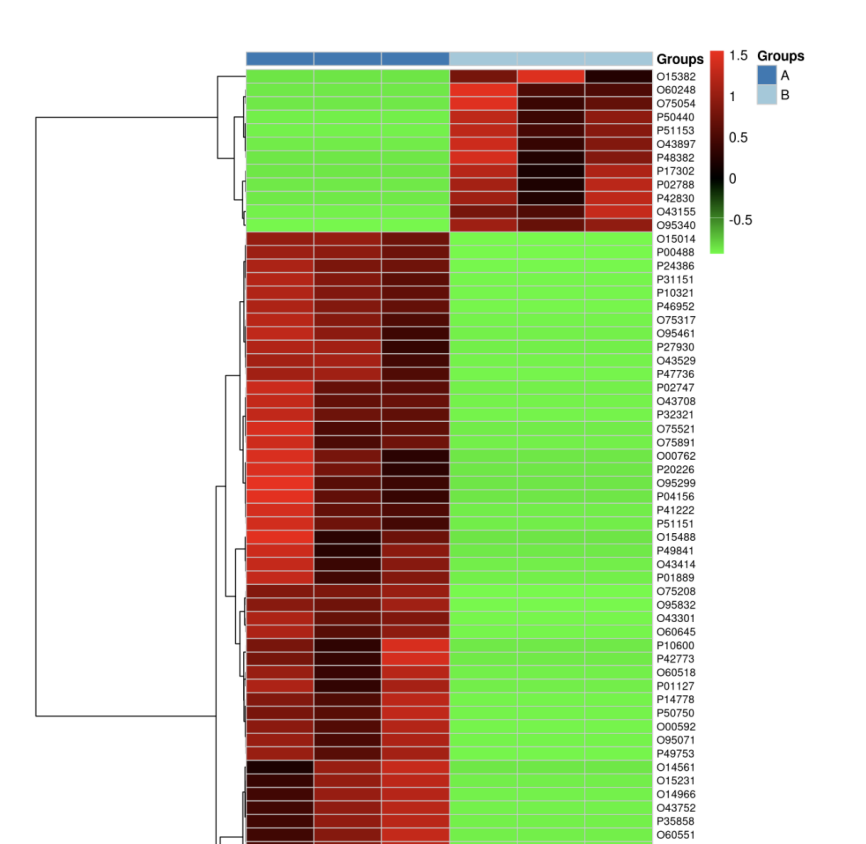 Groups
1.5
1
0.5
0
-0.5
Groups
A
B
O15382
O60248
O75054
P50440
P51153
O43897
P48382
P17302
P02788
P42830
O43155
O95340
O15014
P00488
P24386
P31151
P10321
P46952
O75317
O95461
P27930
O43529
P47736
P02747
O43708
P32321
O75521
O75891
O00762
P20226
O95299
P04156
P41222
P51151
O15488
P49841
O43414
P01889
O75208
O95832
O43301
O60645
P10600
P42773
O60518
P01127
P14778
P50750
O00592
O95071
P49753
O14561
O15231
O14966
O43752
P35858
O60551